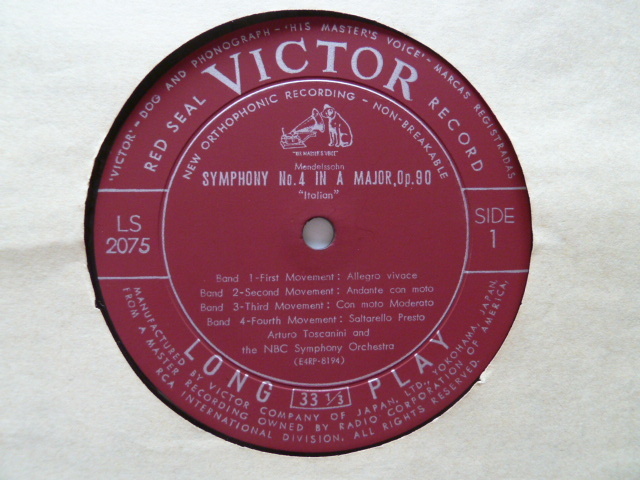 'VICTOR' – DOG AND PHONOGRAPH – 'HIS MASTER'S VOICE' – MARCAS REGISTRADAS
RED SEAL VICTOR RECORD
NEW ORTHOPHONIC RECORDING – NON-BREAKABLE
"HIS MASTER'S VOICE"
Mendelssohn
SYMPHONY No.4 IN A MAJOR,Op.90
"Italian"
LS
2075
SIDE
1
Band 1-First Movement: Allegro vivace
Band 2-Second Movement: Andante con moto
Band 3-Third Movement: Con moto Moderato
Band 4-Fourth Movement: Saltarello Presto
Arturo Toscanini and
the NBC Symphony Orchestra
(E4RP-8194)
LONG 33 1/3 PLAY
MANUFACTURED BY VICTOR COMPANY OF JAPAN, LTD., YOKOHAMA, JAPAN,
FROM A MASTER RECORDING OWNED BY RADIO CORPORATION OF AMERICA,
RCA INTERNATIONAL DIVISION. ALL RIGHTS RESERVED.